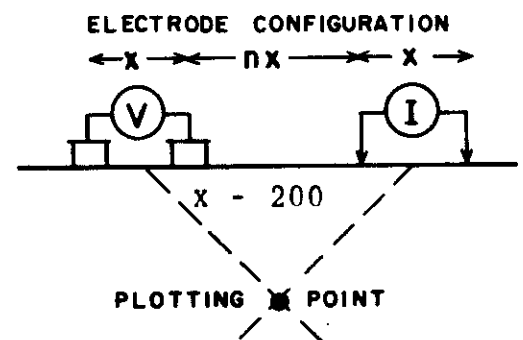 ELECTRODE CONFIGURATION
x nx x
V I
x - 200
PLOTTING POINT